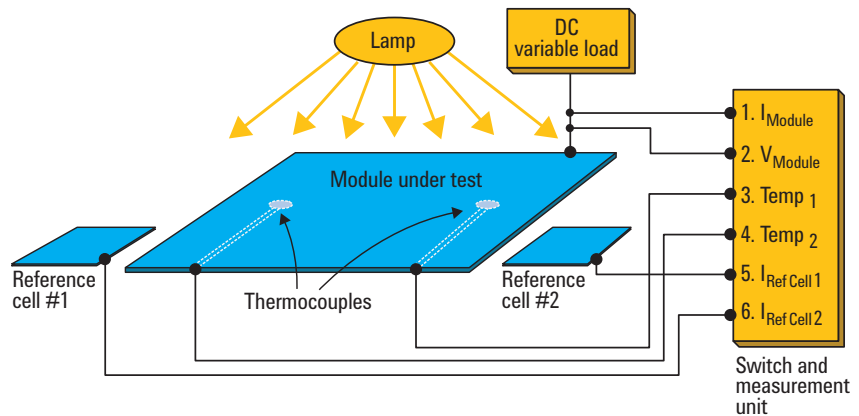 Lamp
DC
variable load
1. I Module
2. V Module
3. Temp 1
4. Temp 2
5. I Ref Cell 1
6. I Ref Cell 2
Module under test
Reference
cell #1
Thermocouples
Reference
cell #2
Switch and
measurement
unit